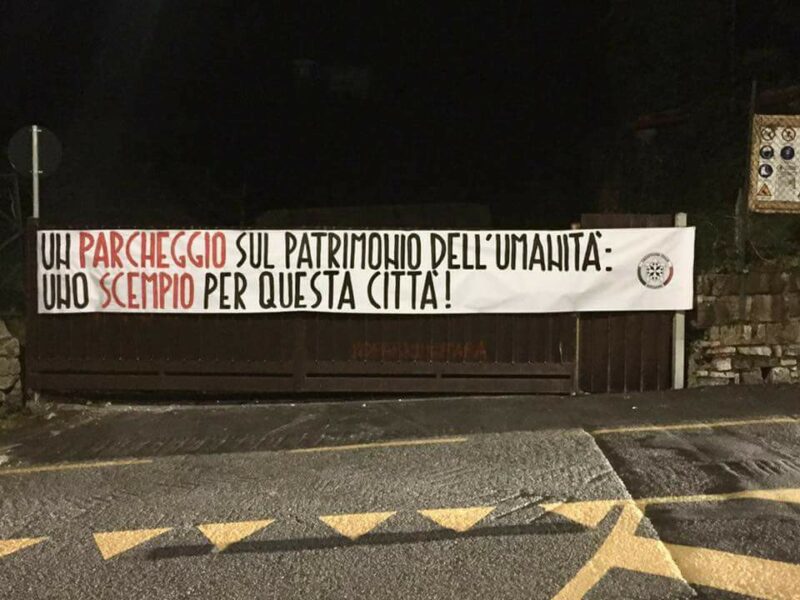 UN PARCHEGGIO SUL PATRIMONIO DELL'UMANITÀ:
UNO SCEMPIO PER QUESTA CITTÀ!